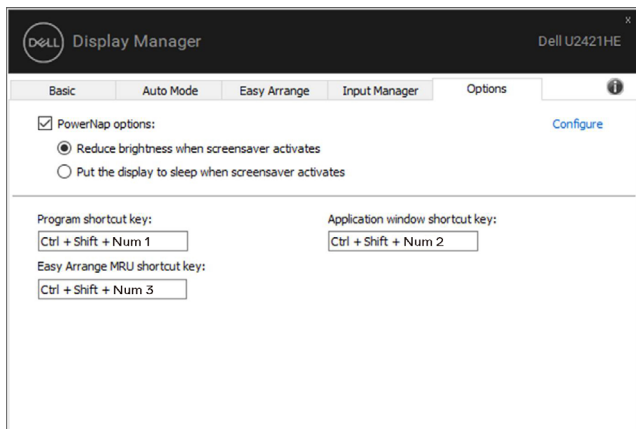 x
DELL Display Manager
Dell U2421HE
Basic Auto Mode Easy Arrange Input Manager Options i
PowerNap options:
Configure
Reduce brightness when screensaver activates
Put the display to sleep when screensaver activates
Program shortcut key:
Application window shortcut key:
Ctrl + Shift + Num 1
Ctrl + Shift + Num 2
Easy Arrange MRU shortcut key:
Ctrl + Shift + Num 3